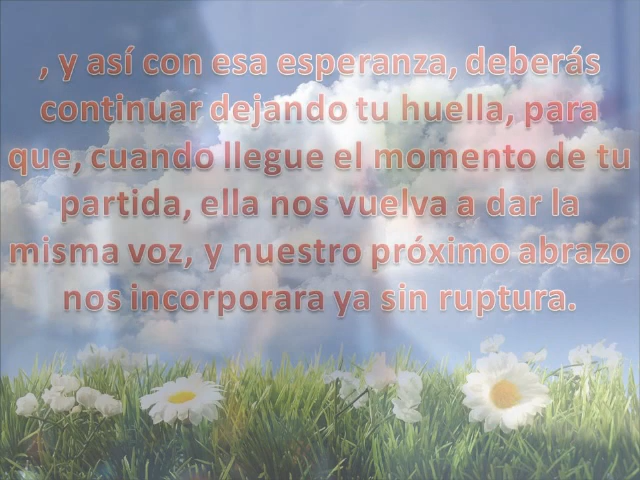 , y así con esa esperanza, deberás
continuar dejando tu huella, para
que, cuando llegue el momento de tu
partida, ella nos vuelva a dar la
misma voz, y nuestro próximo abrazo
nos incorporara ya sin ruptura.